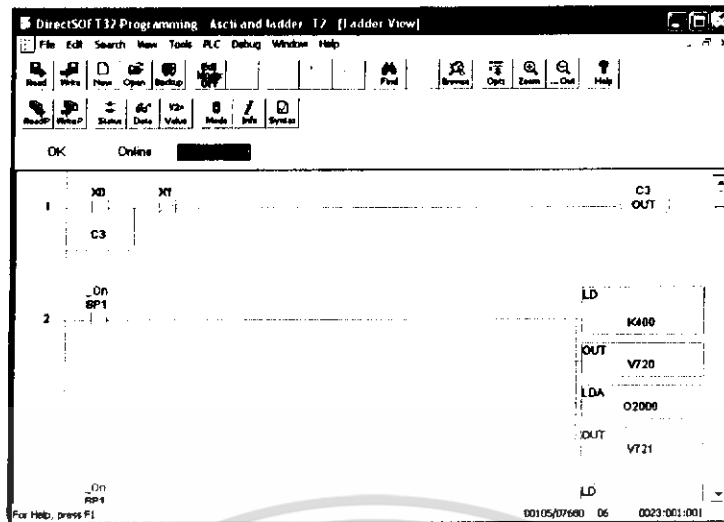 DirectSOFT32 Programming - Ascii and ladder - T2 - [Ladder View]
File Edit Search View Tools PLC Debug Window Help
Read Write New Open Backup Edit Mode OFF Find Browse Opts Zoom Out Help
ReadP WriteP Status Data Value Mode Info Syntax
OK Online
X0 X1 C3
1 OUT
C3
_On
SP1
2
LD
K400
OUT
V720
LDA
O2000
OUT
V721
_On
SP1
LD
For Help, press F1 00105/07680 06 0023:001:001